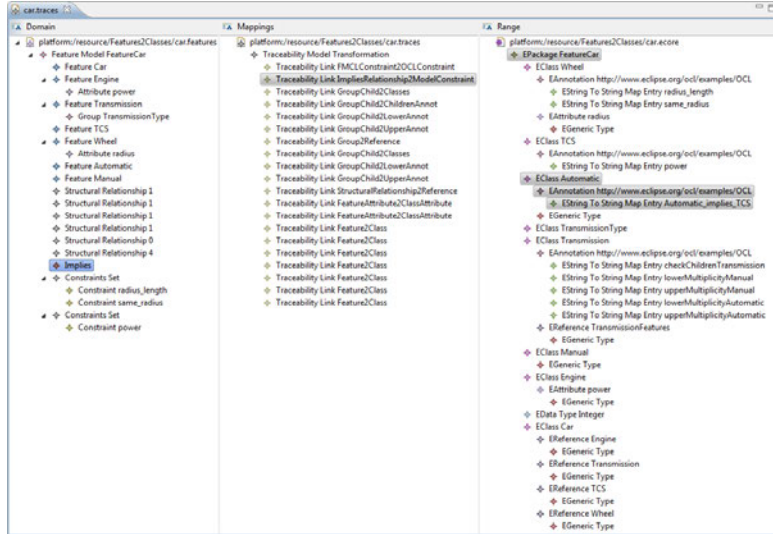 car.traces
Domain
platform:/resource/Features2Classes/car.features
Feature Model FeatureCar
Feature Car
Feature Engine
Attribute power
Feature Transmission
Group TransmissionType
Feature TCS
Feature Wheel
Attribute radius
Feature Automatic
Feature Manual
Structural Relationship 1
Structural Relationship 1
Structural Relationship 1
Structural Relationship 1
Structural Relationship 0
Structural Relationship 4
Implies
Constraints Set
Constraint radius_length
Constraint same_radius
Constraints Set
Constraint power
Mappings
platform:/resource/Features2Classes/car.traces
Traceability Model Transformation
Traceability Link FMCLConstraint2OCLConstraint
Traceability Link ImpliesRelationship2ModelConstraint
Traceability Link GroupChild2Classes
Traceability Link Group2ChildrenAnnot
Traceability Link GroupChild2LowerAnnot
Traceability Link GroupChild2UpperAnnot
Traceability Link Group2Reference
Traceability Link GroupChild2Classes
Traceability Link GroupChild2LowerAnnot
Traceability Link GroupChild2UpperAnnot
Traceability Link StructuralRelationship2Reference
Traceability Link FeatureAttribute2ClassAttribute
Traceability Link FeatureAttribute2ClassAttribute
Traceability Link Feature2Class
Traceability Link Feature2Class
Traceability Link Feature2Class
Traceability Link Feature2Class
Traceability Link Feature2Class
Traceability Link Feature2Class
Traceability Link Feature2Class
Range
platform:/resource/Features2Classes/car.ecore
EPackage FeatureCar
EClass Wheel
EAnnotation http://www.eclipse.org/ocl/examples/OCL
EString To String Map Entry radius_length
EString To String Map Entry same_radius
EAttribute radius
EGeneric Type
EClass TCS
EAnnotation http://www.eclipse.org/ocl/examples/OCL
EString To String Map Entry power
EClass Automatic
EAnnotation http://www.eclipse.org/ocl/examples/OCL
EString To String Map Entry Automatic_implies_TCS
EGeneric Type
EClass TransmissionType
EClass Transmission
EAnnotation http://www.eclipse.org/ocl/examples/OCL
EString To String Map Entry checkChildrenTransmission
EString To String Map Entry lowerMultiplicityManual
EString To String Map Entry upperMultiplicityManual
EString To String Map Entry lowerMultiplicityAutomatic
EString To String Map Entry upperMultiplicityAutomatic
EReference TransmissionFeatures
EGeneric Type
EClass Manual
EGeneric Type
EClass Engine
EAttribute power
EGeneric Type
EData Type Integer
EClass Car
EReference Engine
EGeneric Type
EReference Transmission
EGeneric Type
EReference TCS
EGeneric Type
EReference Wheel
EGeneric Type